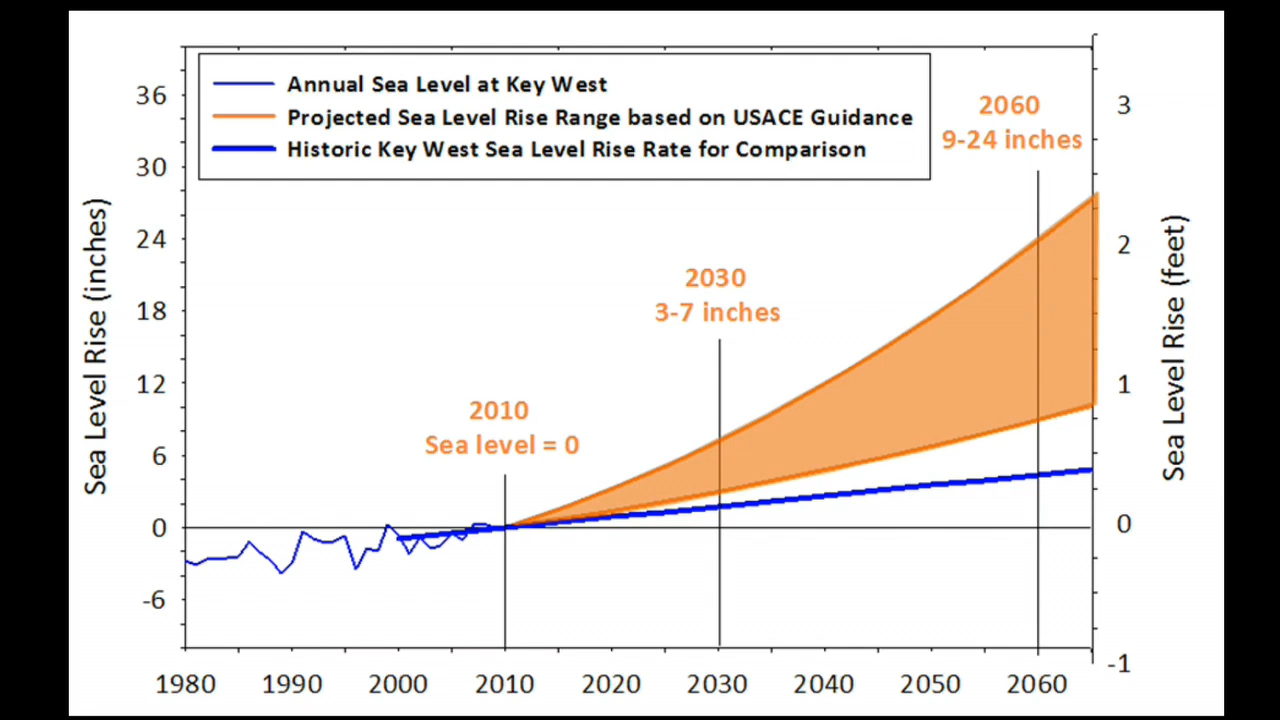 Annual Sea Level at Key West
Projected Sea Level Rise Range based on USACE Guidance
Historic Key West Sea Level Rise Rate for Comparison
2060
9-24 inches
2030
3-7 inches
2010
Sea level = 0
Sea Level Rise (inches)
36
30
24
18
12
6
0
-6
Sea Level Rise (feet)
3
2
1
0
-1
1980 1990 2000 2010 2020 2030 2040 2050 2060